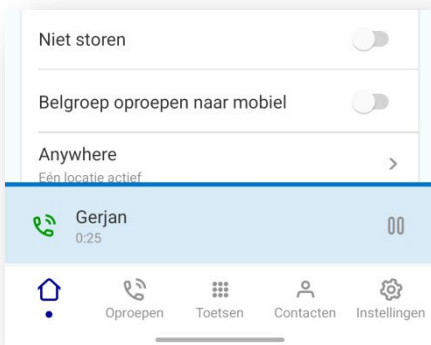 Niet storen
Belgroep oproepen naar mobiel
Anywhere
Eén locatie actief
Gerjan
0:25
Oproepen
Toetsen
Contacten
Instellingen